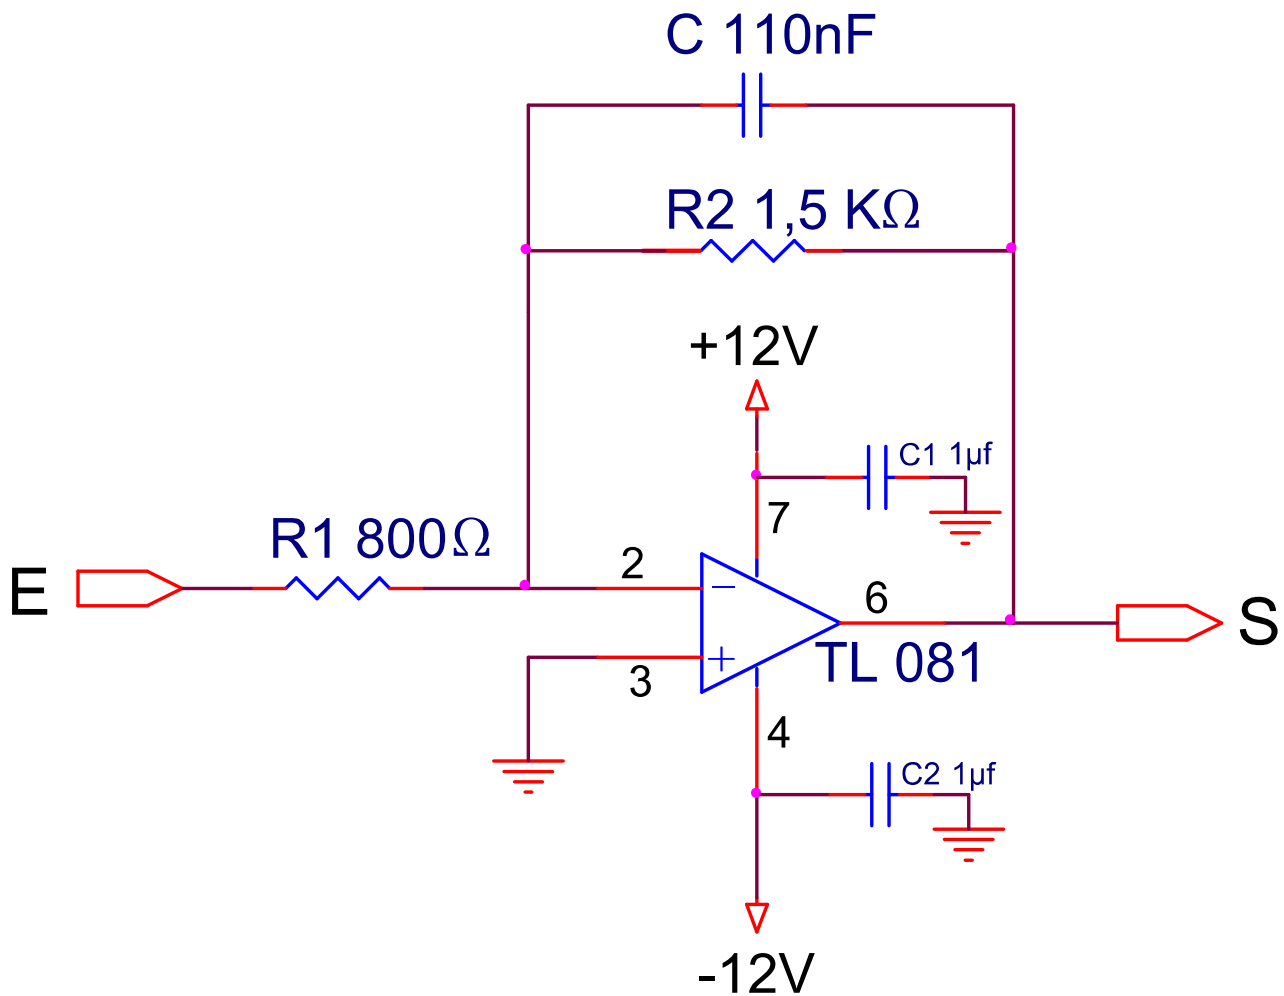 C 110nF
R2 1,5 KΩ
+12V
C1 1µf
7
R1 800Ω
2
E
6
S
3
TL 081
4
C2 1µf
-12V